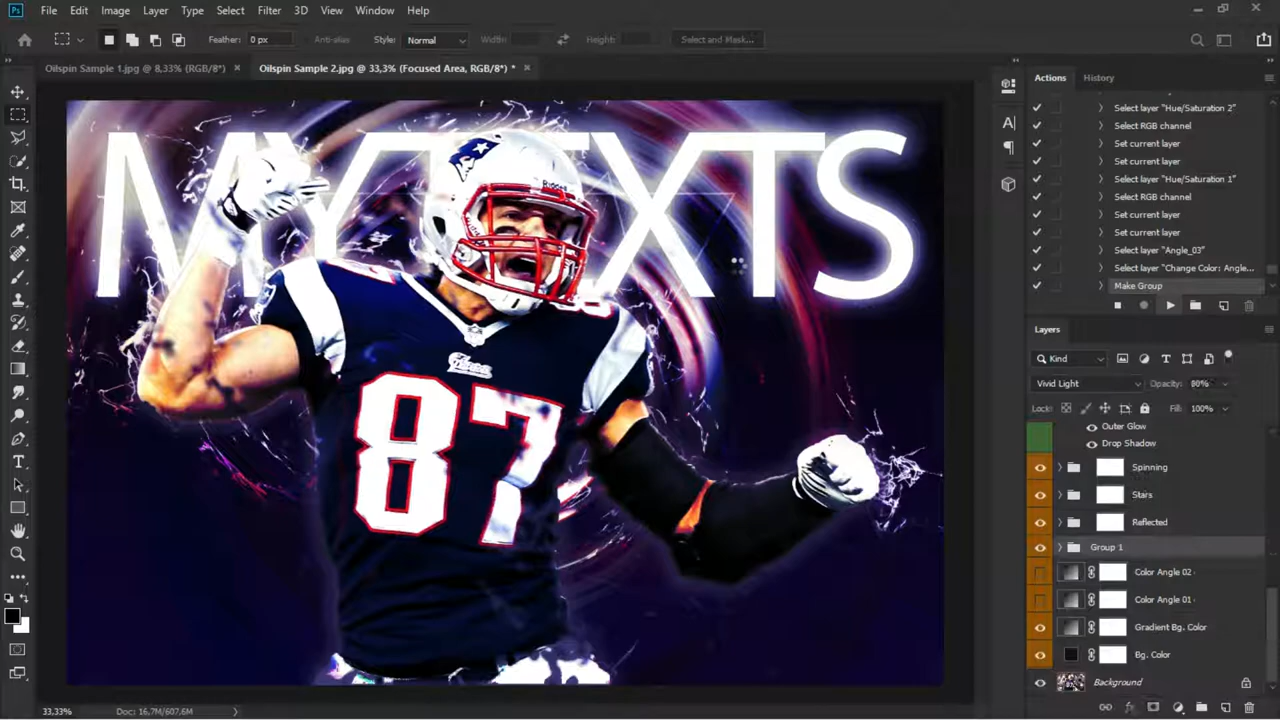 Ps File Edit Image Layer Type Select Filter 3D View Window Help
Feather: 0 px Anti-alias Style: Normal Width: Height: Select and Mask...
Oilspin Sample 1.jpg @ 8,33% (RGB/8*) × Oilspin Sample 2.jpg @ 33,3% (Focused Area, RGB/8*) * ×
Actions History
Select layer "Hue/Saturation 2"
Select RGB channel
Set current layer
Set current layer
Select layer "Hue/Saturation 1"
Select RGB channel
Set current layer
Set current layer
Select layer "Angle_03"
Select layer "Change Color: Angle...
Make Group
Layers
Kind
Vivid Light Opacity: 80%
Lock: Fill: 100%
Outer Glow
Drop Shadow
Spinning
Stars
Reflected
Group 1
Color Angle 02
Color Angle 01
Gradient Bg. Color
Bg. Color
Background
MY TEXTS
87
33,33% Doc: 16,7M/607,6M